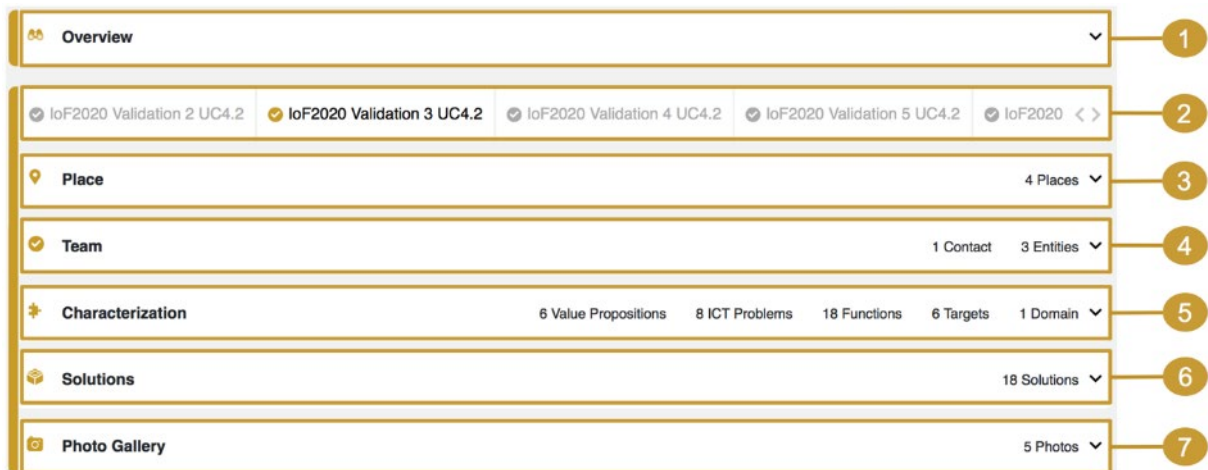 Overview 1
IoF2020 Validation 2 UC4.2 IoF2020 Validation 3 UC4.2 IoF2020 Validation 4 UC4.2 IoF2020 Validation 5 UC4.2 IoF2020 < > 2
Place 4 Places 3
Team 1 Contact 3 Entities 4
Characterization 6 Value Propositions 8 ICT Problems 18 Functions 6 Targets 1 Domain 5
Solutions 18 Solutions 6
Photo Gallery 5 Photos 7